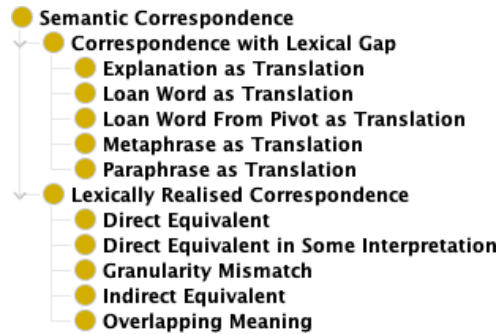 Semantic Correspondence
Correspondence with Lexical Gap
Explanation as Translation
Loan Word as Translation
Loan Word From Pivot as Translation
Metaphrase as Translation
Paraphrase as Translation
Lexically Realised Correspondence
Direct Equivalent
Direct Equivalent in Some Interpretation
Granularity Mismatch
Indirect Equivalent
Overlapping Meaning